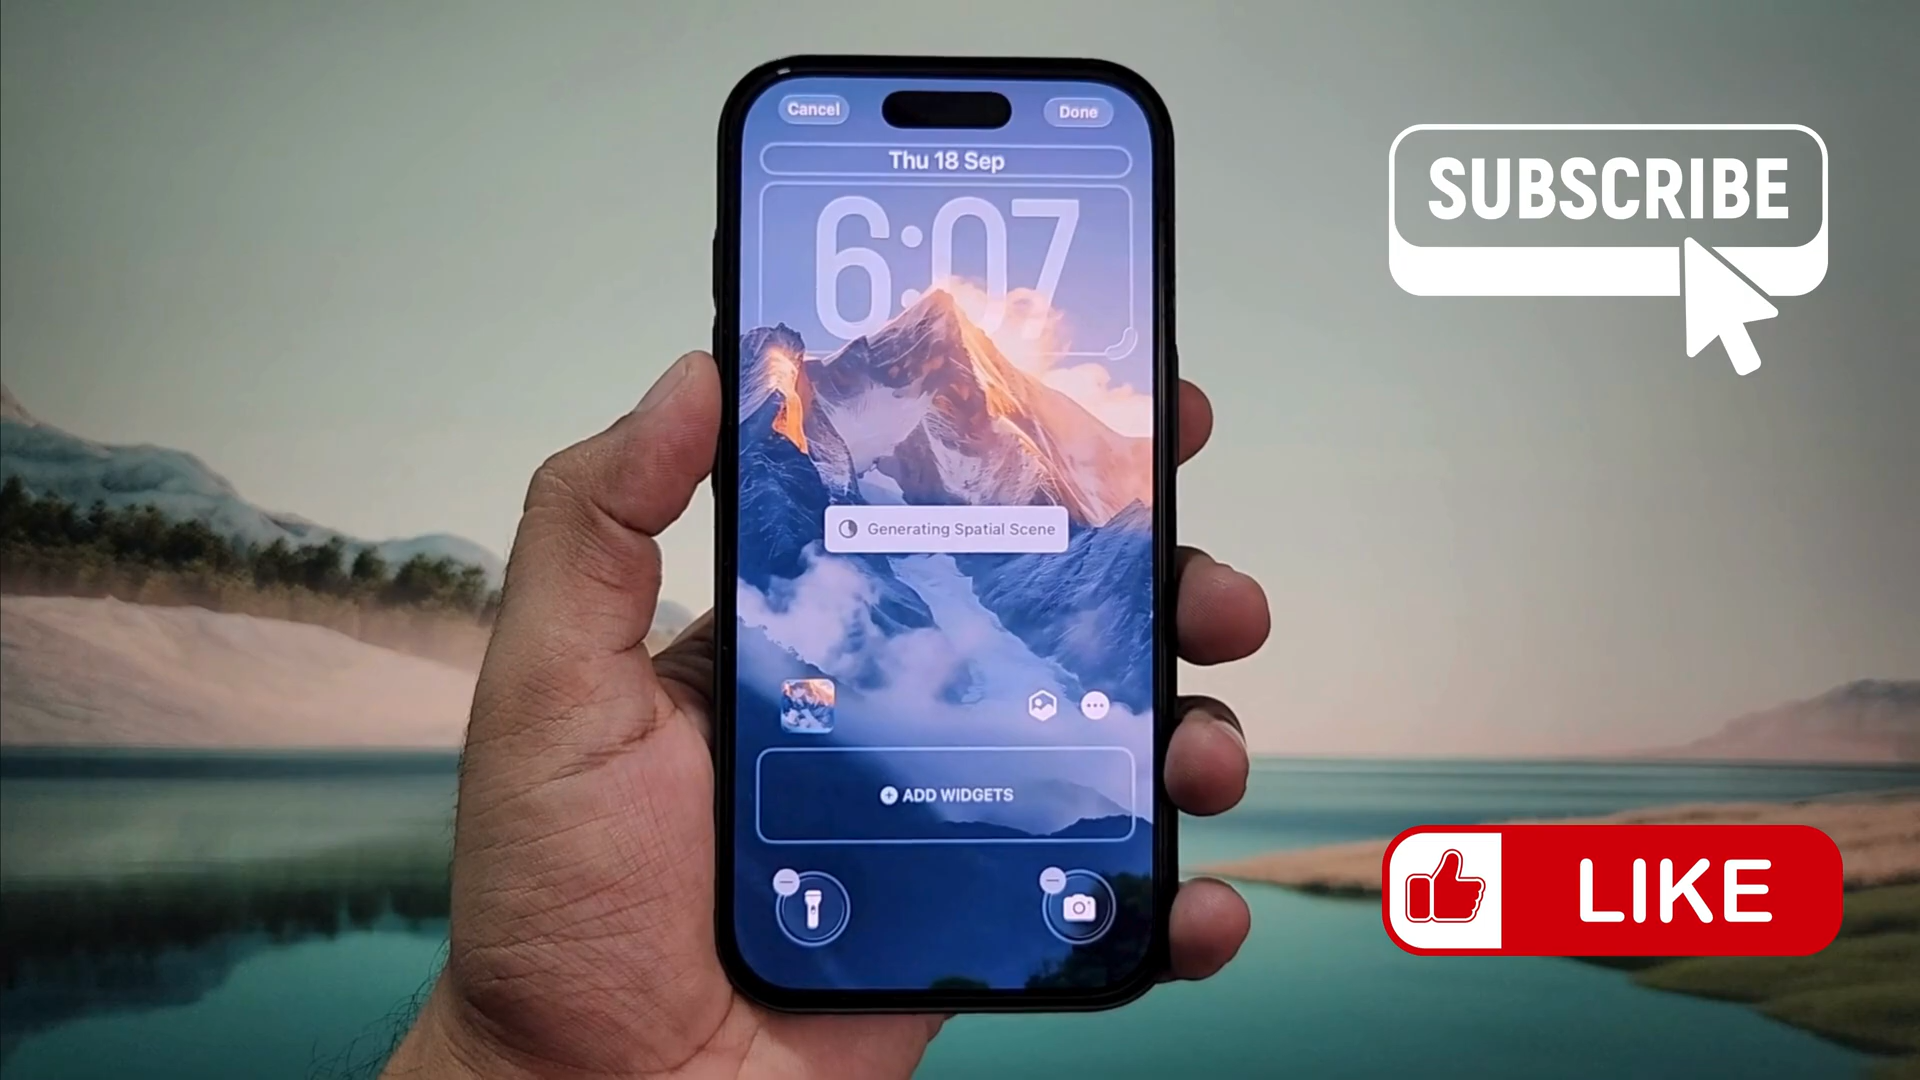 Cancel
Done
Thu 18 Sep
6:07
SUBSCRIBE
Generating Spatial Scene
ADD WIDGETS
LIKE